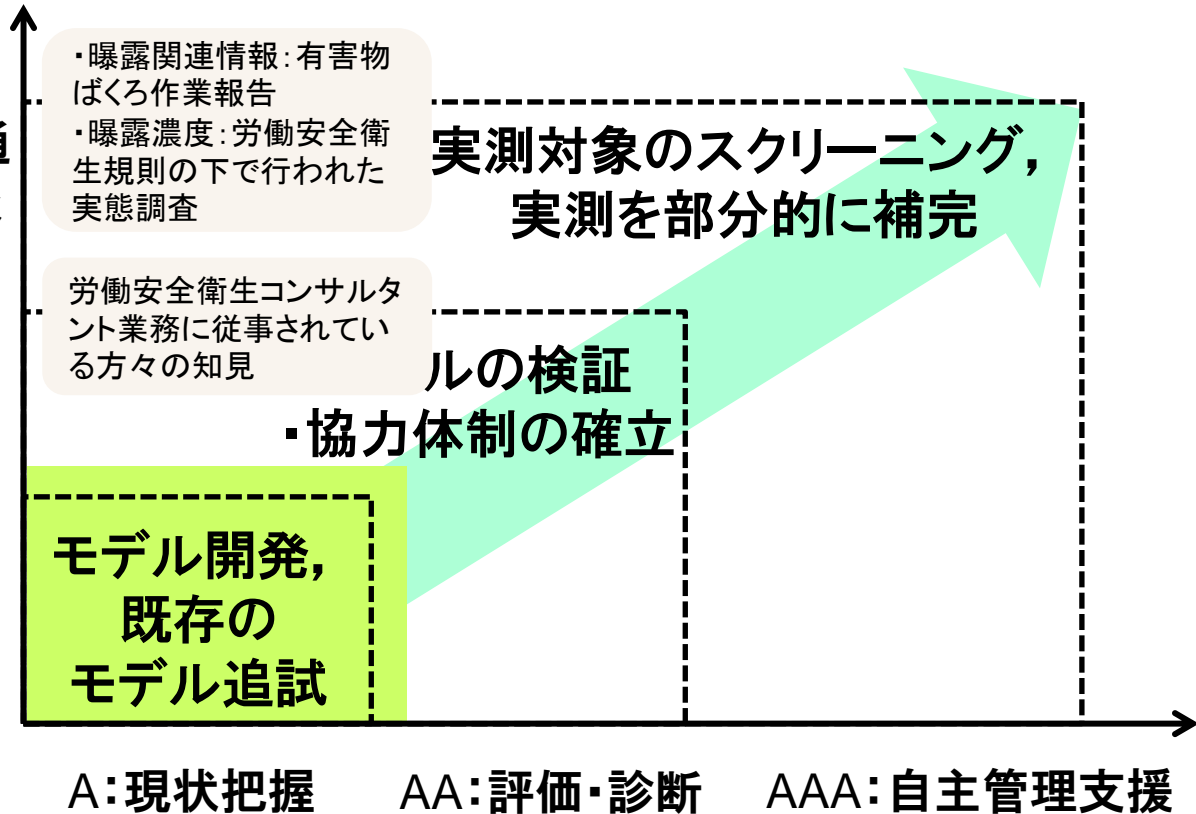 ・曝露関連情報：有害物
ばくろ作業報告
・曝露濃度：労働安全衛
生規則の下で行われた
実態調査
実測対象のスクリーニング，
実測を部分的に補完
労働安全衛生コンサルタ
ント業務に従事されてい
る方々の知見
ルの検証
・協力体制の確立
モデル開発，
既存の
モデル追試
A：現状把握
AA：評価・診断
AAA：自主管理支援